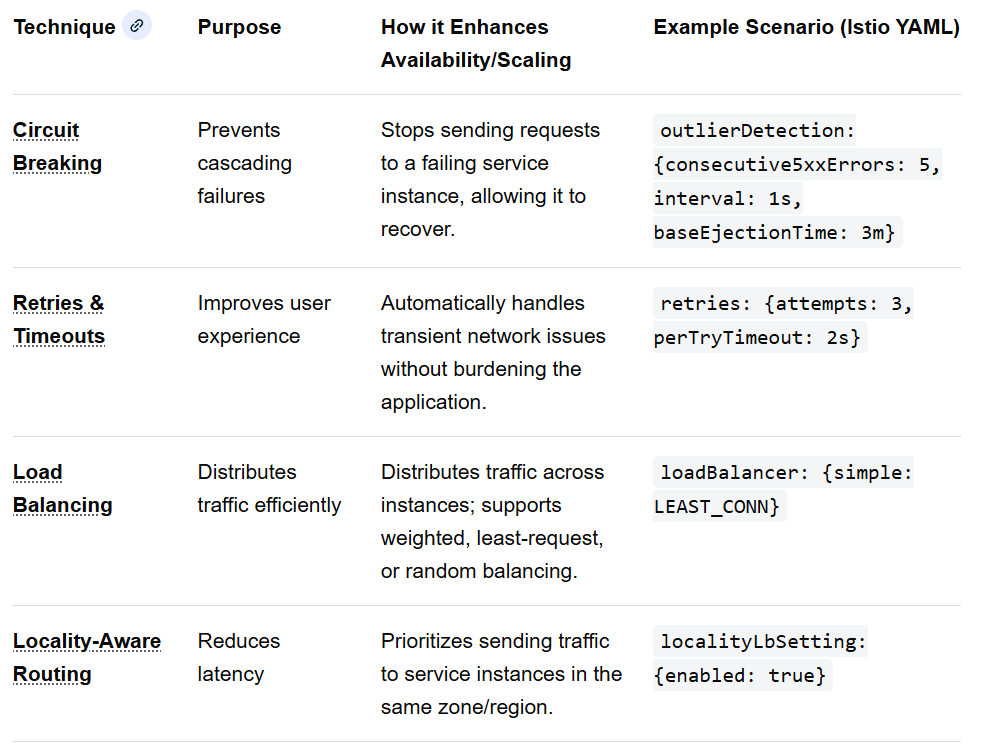 Technique
Purpose
How it Enhances
Availability/Scaling
Example Scenario (Istio YAML)
Circuit
Breaking
Prevents
cascading
failures
Stops sending requests
to a failing service
instance, allowing it to
recover.
outlierDetection:
{consecutive5xxErrors: 5,
interval: 1s,
baseEjectionTime: 3m}
Retries &
Timeouts
Improves user
experience
Automatically handles
transient network issues
without burdening the
application.
retries: {attempts: 3,
perTryTimeout: 2s}
Load
Balancing
Distributes
traffic efficiently
Distributes traffic across
instances; supports
weighted, least-request,
or random balancing.
loadBalancer: {simple:
LEAST_CONN}
Locality-Aware
Routing
Reduces
latency
Prioritizes sending traffic
to service instances in the
same zone/region.
localityLbSetting:
{enabled: true}